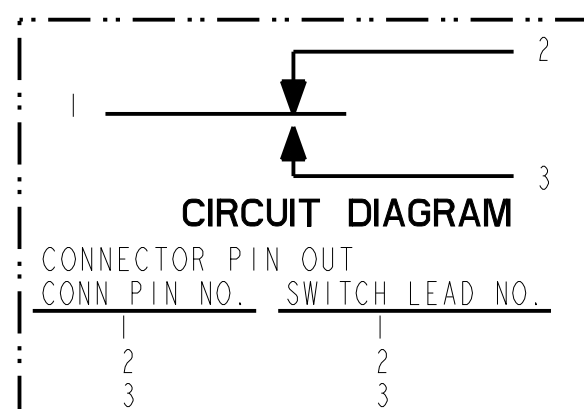 2
1
3
CIRCUIT DIAGRAM
CONNECTOR PIN OUT
CONN PIN NO. SWITCH LEAD NO.
1 1
2 2
3 3